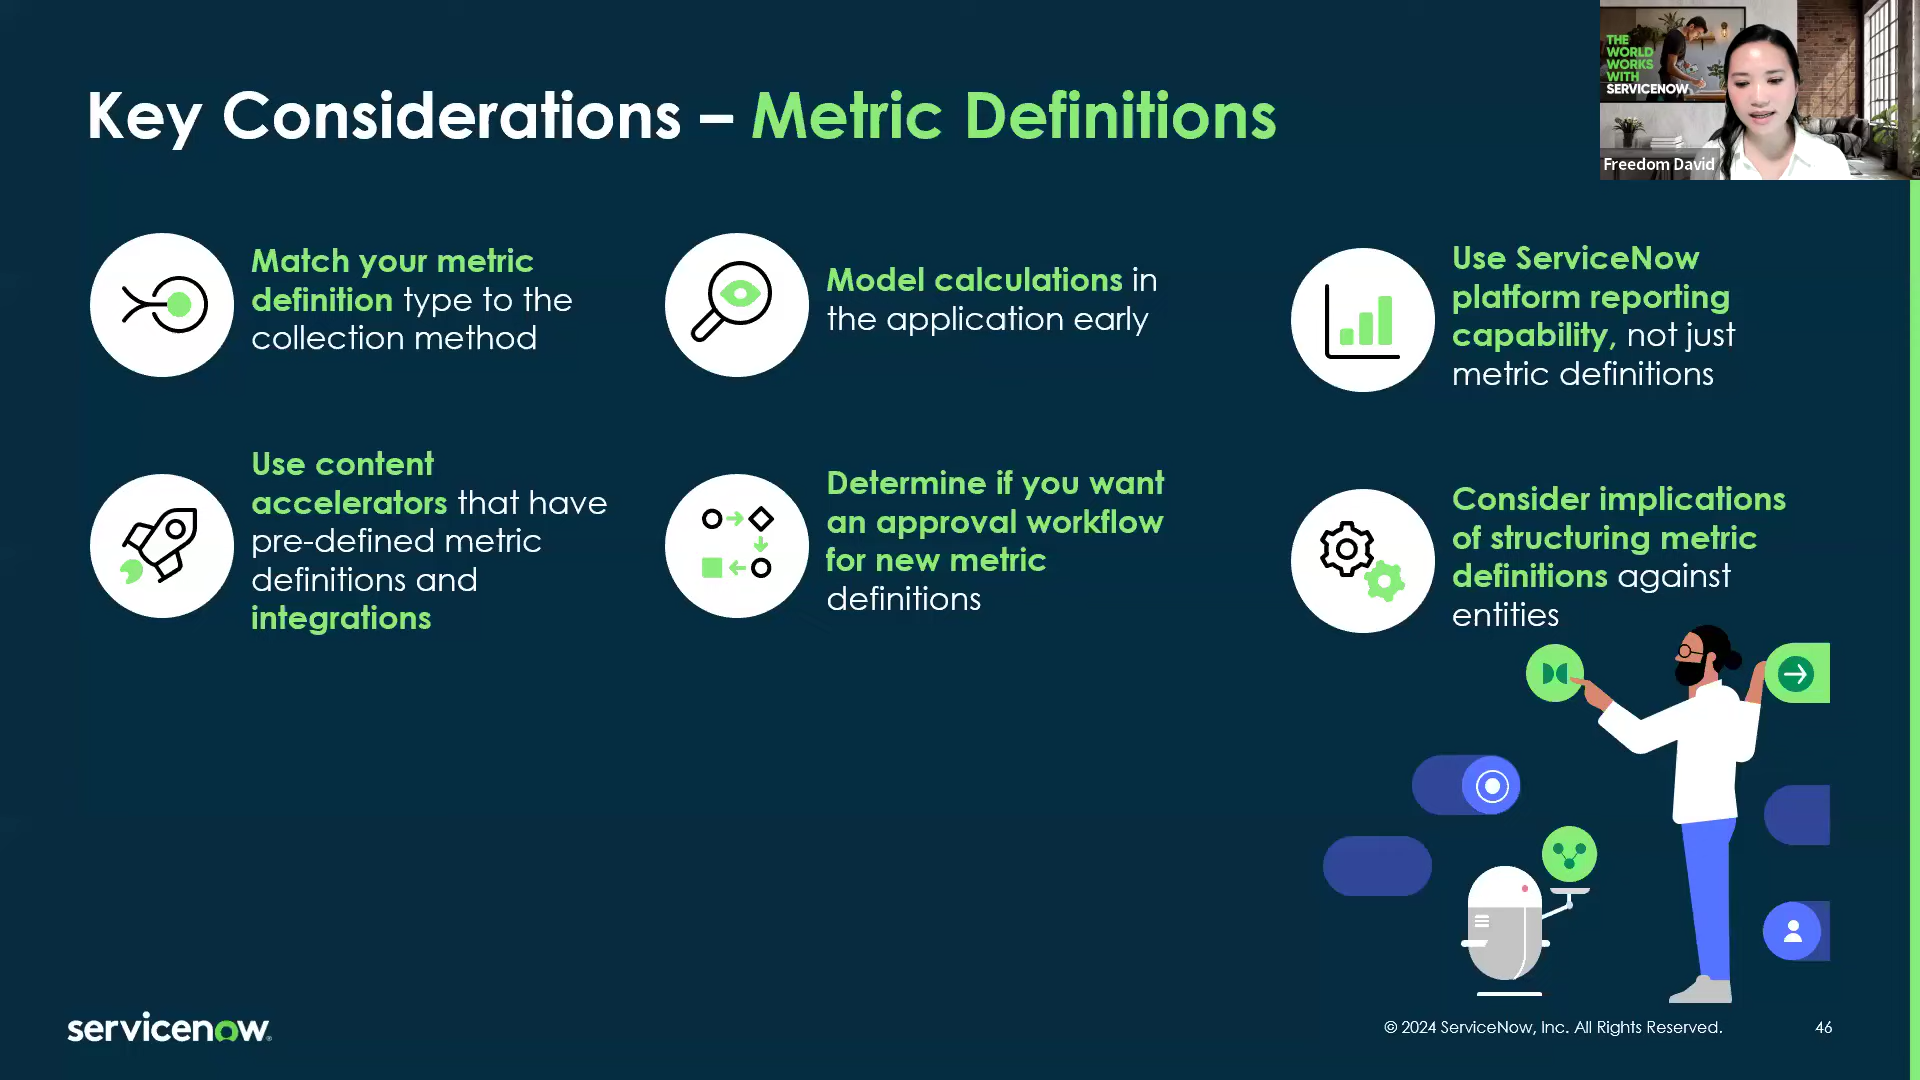 Key Considerations – Metric Definitions
THE
WORLD
WORKS
WITH
SERVICENOW
Freedom David
Match your metric
definition type to the
collection method
Model calculations in
the application early
Use ServiceNow
platform reporting
capability, not just
metric definitions
Use content
accelerators that have
pre-defined metric
definitions and
integrations
Determine if you want
an approval workflow
for new metric
definitions
Consider implications
of structuring metric
definitions against
entities
servicenow
© 2024 ServiceNow, Inc. All Rights Reserved.
46